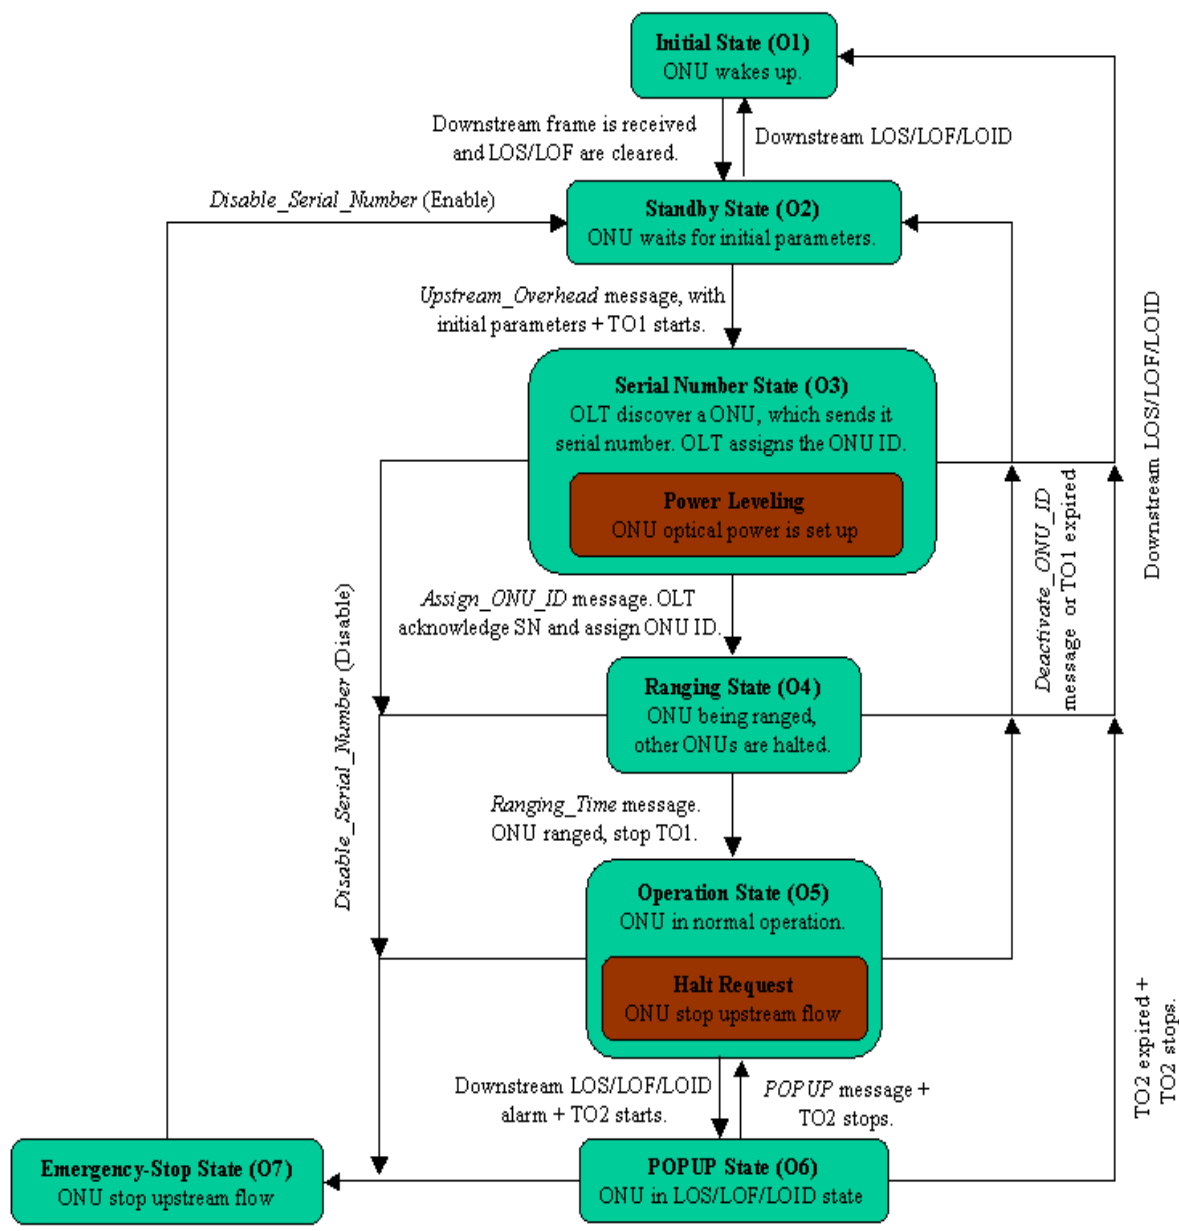 Initial State (O1)
ONU wakes up.
Downstream frame is received
and LOS/LOF are cleared.
Downstream LOS/LOF/LOID
Disable_Serial_Number (Enable)
Standby State (O2)
ONU waits for initial parameters.
Upstream_Overhead message, with
initial parameters + TO1 starts.
Serial Number State (O3)
OLT discover a ONU, which sends it
serial number. OLT assigns the ONU ID.
Power Leveling
ONU optical power is set up
Downstream LOS/LOF/LOID
Deactivate_ONU_ID
message or TO1 expired
Assign_ONU_ID message. OLT
acknowledge SN and assign ONU ID.
Disable_Serial_Number (Disable)
Ranging State (O4)
ONU being ranged,
other ONUs are halted.
Ranging_Time message.
ONU ranged, stop TO1.
Operation State (O5)
ONU in normal operation.
Halt Request
ONU stop upstream flow
TO2 expired +
TO2 stops.
Downstream LOS/LOF/LOID
alarm + TO2 starts.
POPUP message +
TO2 stops.
Emergency-Stop State (O7)
ONU stop upstream flow
POPUP State (O6)
ONU in LOS/LOF/LOID state